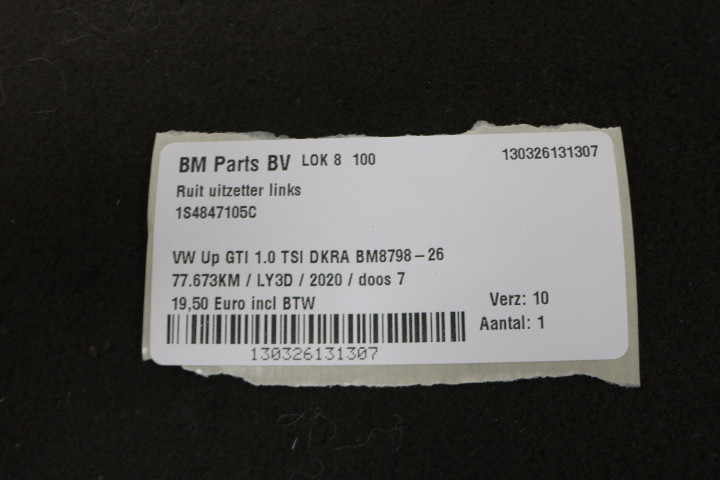 BM Parts BV LOK 8 100 130326131307
Ruit uitzetter links
1S4847105C
VW Up GTI 1.0 TSI DKRA BM8798-26
77.673KM / LY3D / 2020 / doos 7
19,50 Euro incl BTW Verz: 10
Aantal: 1
130326131307